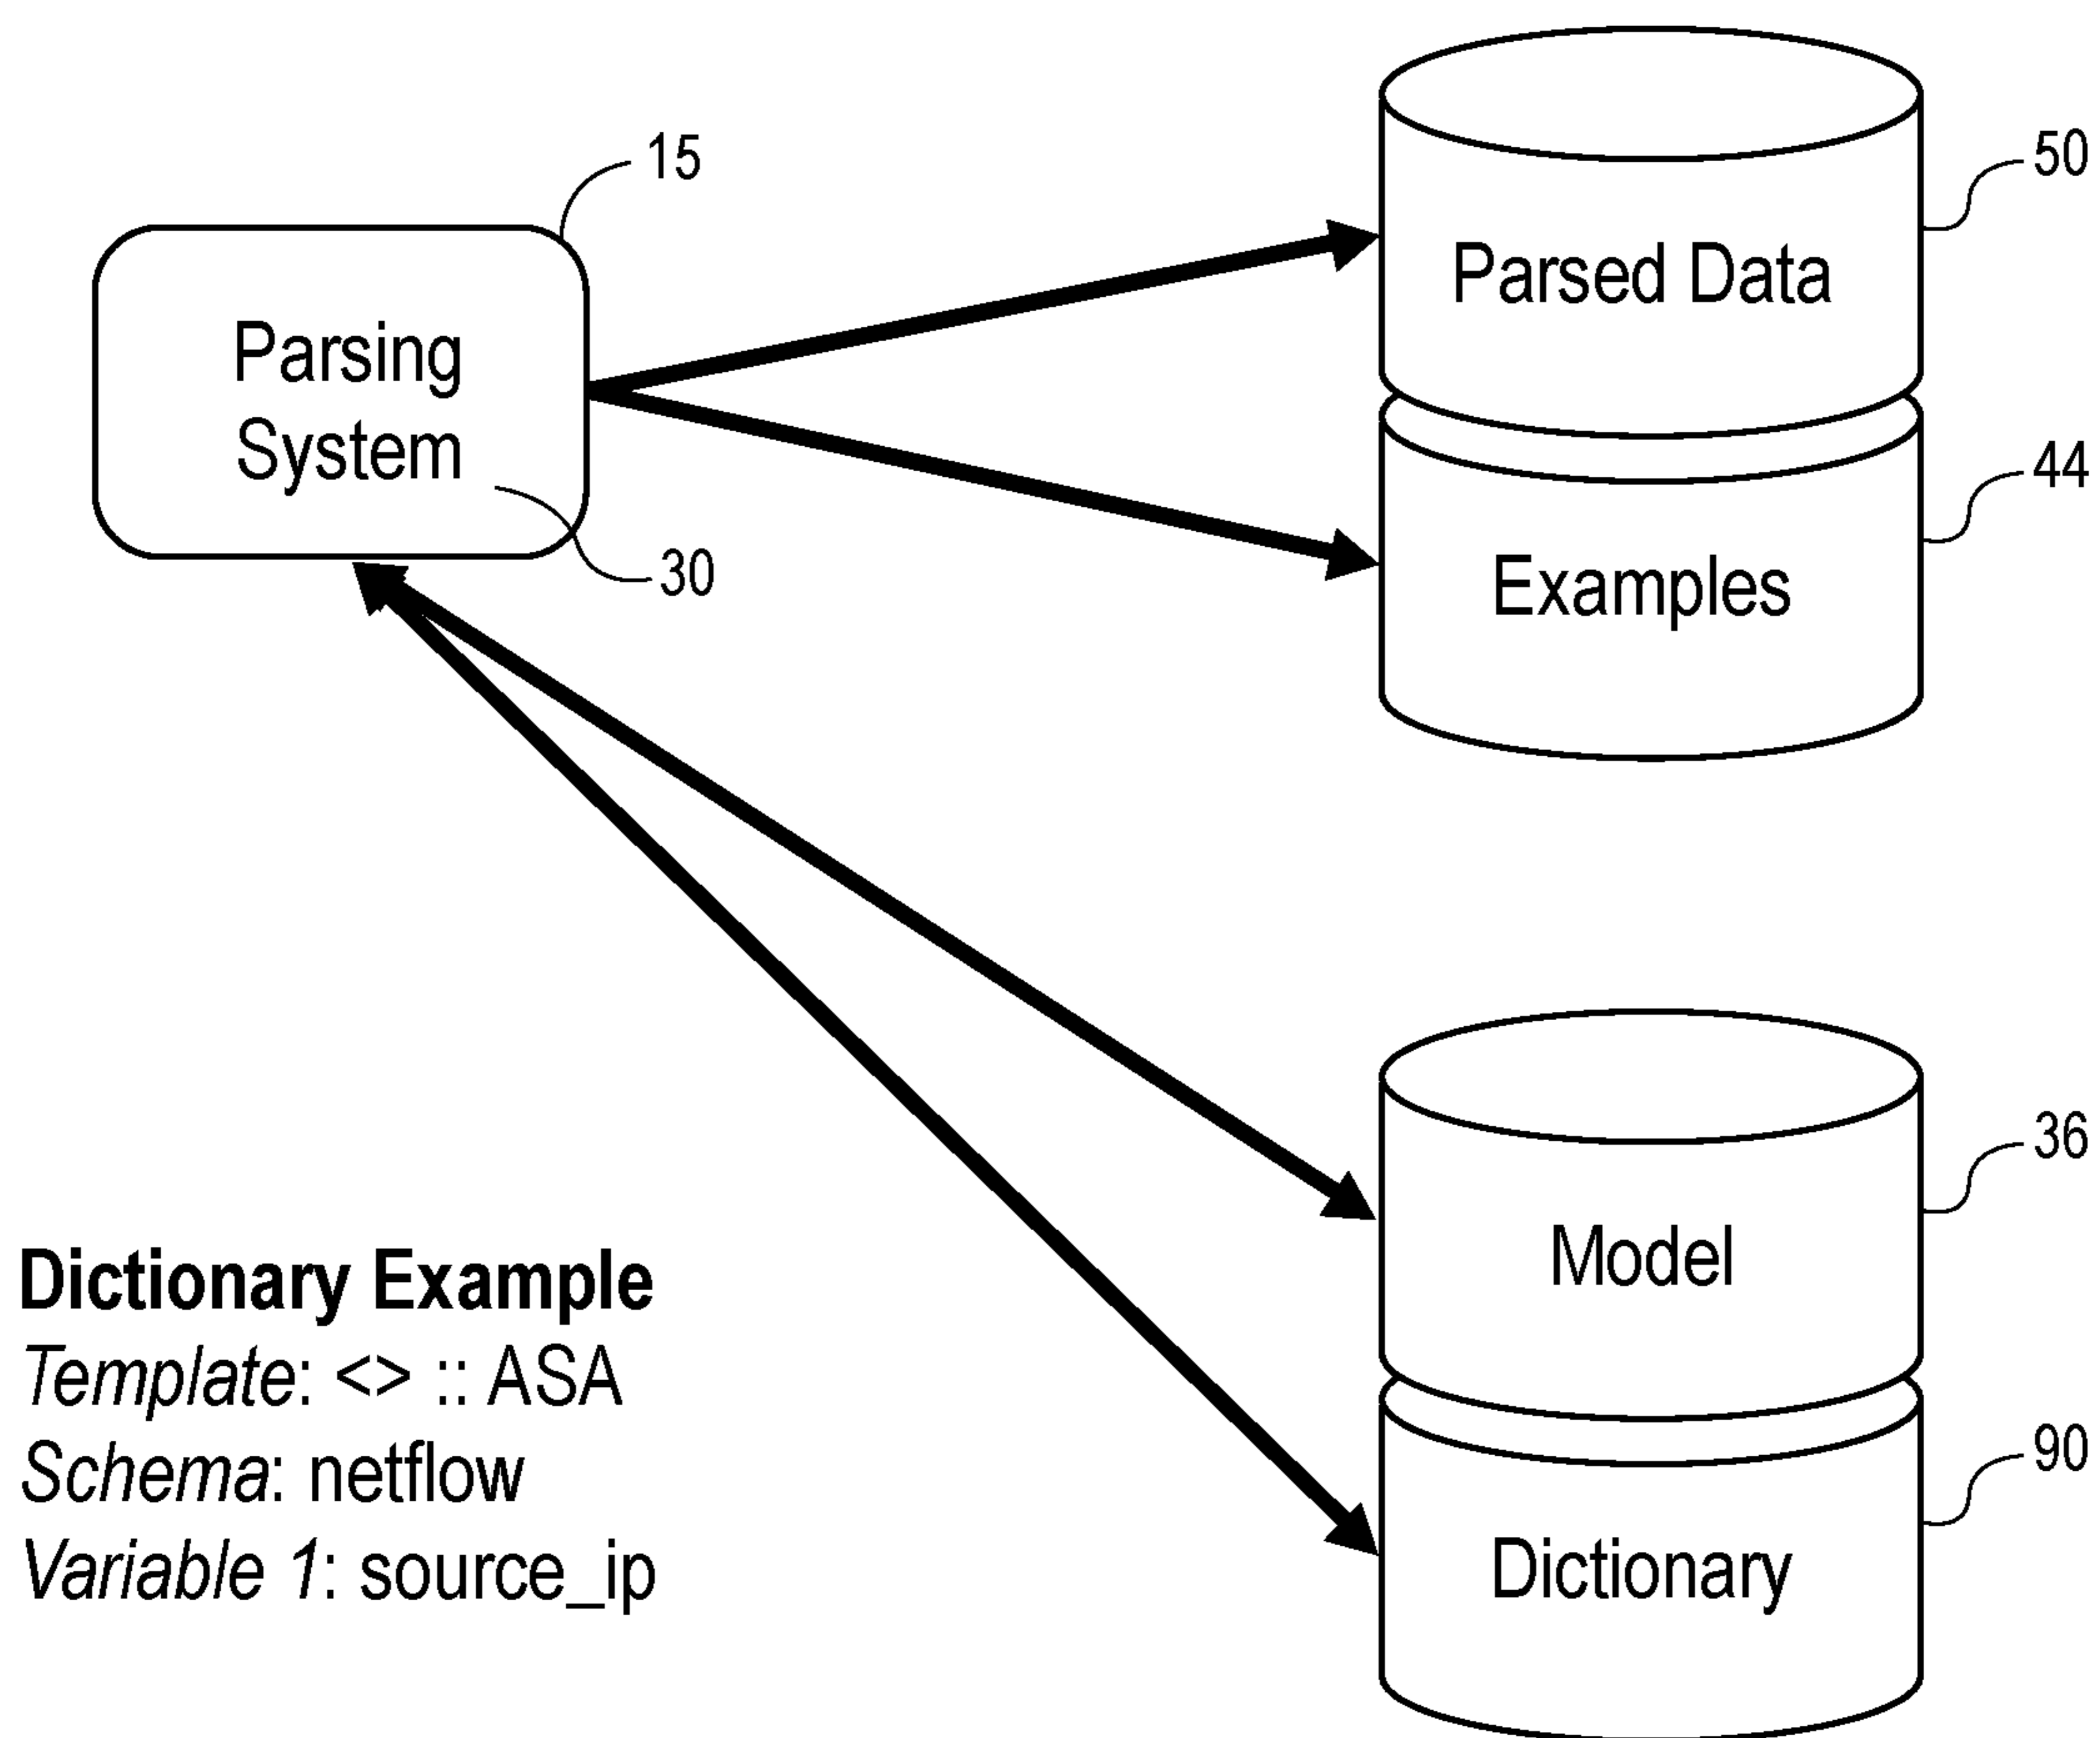 15
Parsing
System
30
Parsed Data
50
Examples
44
Model
36
Dictionary
90
Dictionary Example
Template: <> :: ASA
Schema: netflow
Variable 1: source_ip